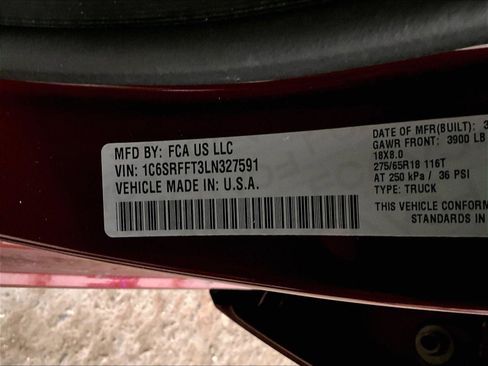 MFD BY: FCA US LLC
VIN: 1C6SRFFT3LN327591
VEHICLE MADE IN U.S.A.
DATE OF MFR(BUILT): 3
GAWR FRONT: 3900 LB
18X8.0
275/65R18 116T
AT 250 kPa / 36 PSI
TYPE: TRUCK
THIS VEHICLE CONFORM
STANDARDS IN